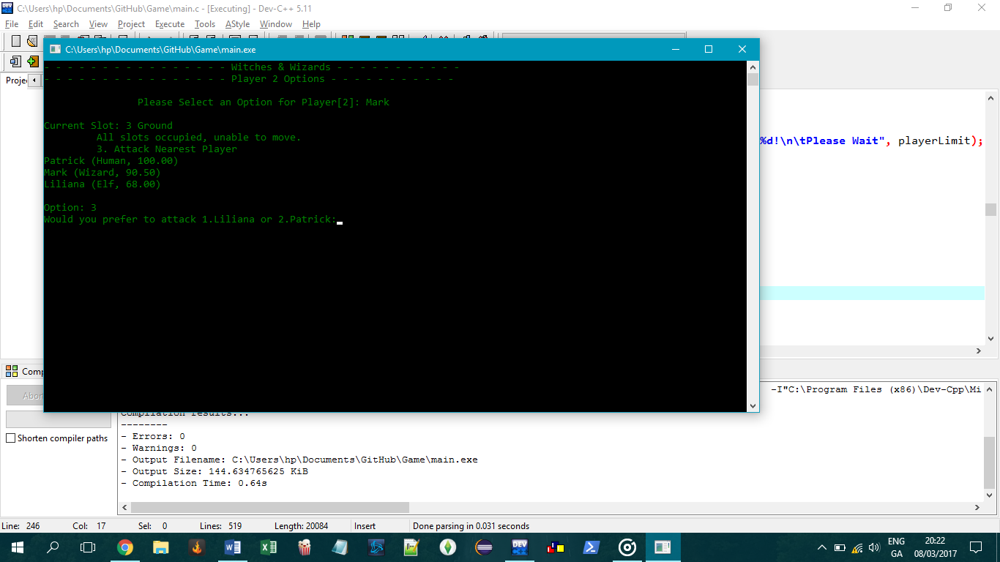 C:\Users\hp\Documents\GitHub\Game\main.c - [Executing] - Dev-C++ 5.11
File Edit Search View Project Execute Tools AStyle Window Help
C:\Users\hp\Documents\GitHub\Game\main.exe
- - - - - - - - - - - - - - - - Witches & Wizards - - - - - - - - - - -
- - - - - - - - - - - - - - - - Player 2 Options - - - - - - - - - - -
Please Select an Option for Player[2]: Mark
Current Slot: 3 Ground
All slots occupied, unable to move.
3. Attack Nearest Player
Patrick (Human, 100.00)
Mark (Wizard, 90.50)
Liliana (Elf, 68.00)
Option: 3
Would you prefer to attack 1.Liliana or 2.Patrick:
Proje
%d!\n\tPlease Wait", playerLimit);
Comp
Abor
-I"C:\Program Files (x86)\Dev-Cpp\Mi
Compilation results...
--------
- Errors: 0
- Warnings: 0
- Output Filename: C:\Users\hp\Documents\GitHub\Game\main.exe
- Output Size: 144.634765625 KiB
- Compilation Time: 0.64s
Shorten compiler paths
Line: 246 Col: 17 Sel: 0 Lines: 519 Length: 20084 Insert Done parsing in 0.031 seconds
ENG 20:22
GA 08/03/2017